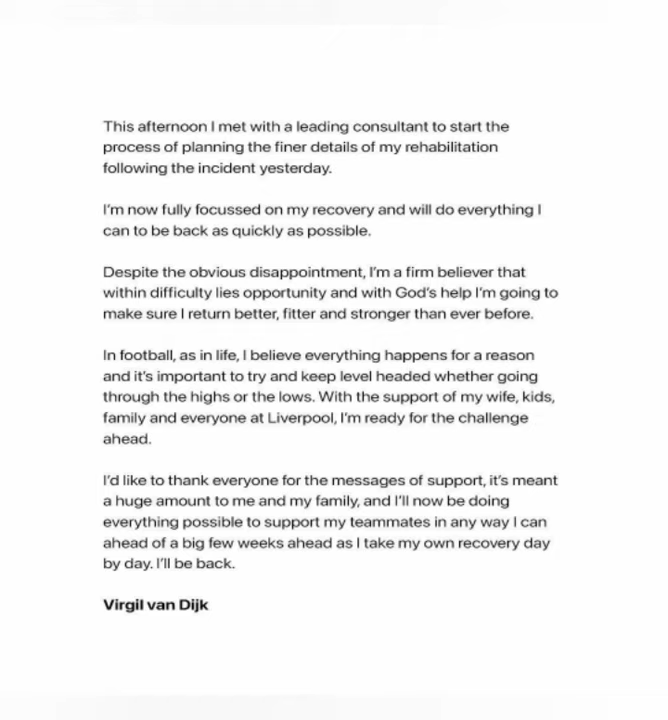 This afternoon I met with a leading consultant to start the
process of planning the finer details of my rehabilitation
following the incident yesterday.
I'm now fully focussed on my recovery and will do everything I
can to be back as quickly as possible.
Despite the obvious disappointment, I'm a firm believer that
within difficulty lies opportunity and with God's help I'm going to
make sure I return better, fitter and stronger than ever before.
In football, as in life, I believe everything happens for a reason
and it's important to try and keep level headed whether going
through the highs or the lows. With the support of my wife, kids,
family and everyone at Liverpool, I'm ready for the challenge
ahead.
I'd like to thank everyone for the messages of support, it's meant
a huge amount to me and my family, and I'll now be doing
everything possible to support my teammates in any way I can
ahead of a big few weeks ahead as I take my own recovery day
by day. I'll be back.
Virgil van Dijk